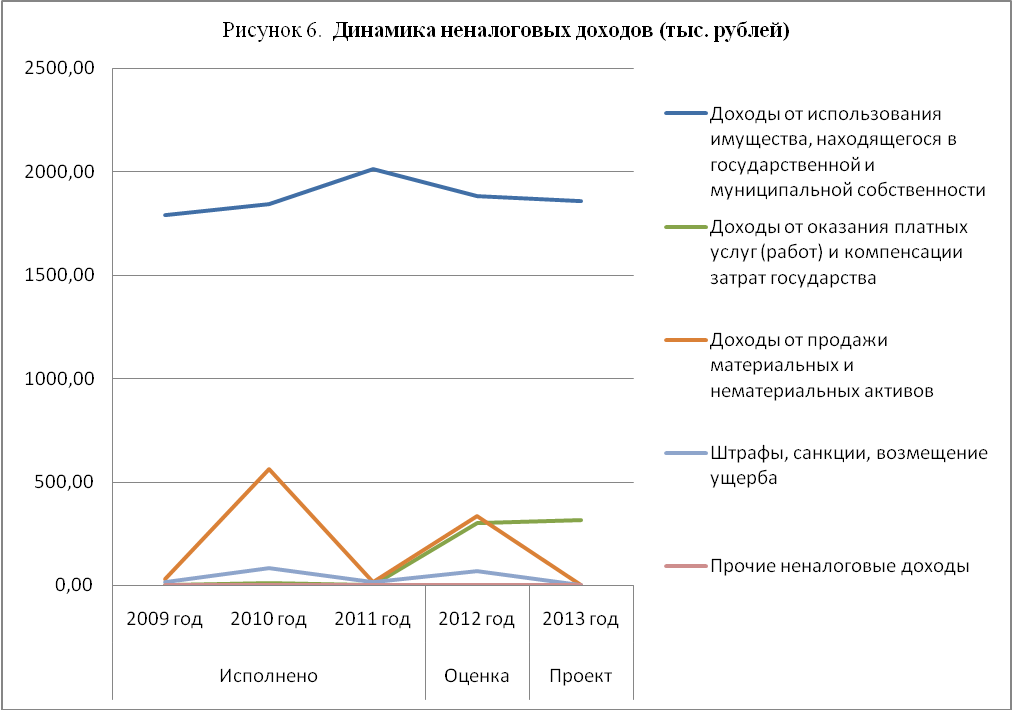 Рисунок 6. Динамика неналоговых доходов (тыс. рублей)
2500,00
2000,00
1500,00
1000,00
500,00
0,00
2009 год
2010 год
2011 год
2012 год
2013 год
Исполнено
Оценка
Проект
Доходы от использования
имущества, находящегося в
государственной и
муниципальной собственности
Доходы от оказания платных
услуг (работ) и компенсации
затрат государства
Доходы от продажи
материальных и
нематериальных активов
Штрафы, санкции, возмещение
ущерба
Прочие неналоговые доходы